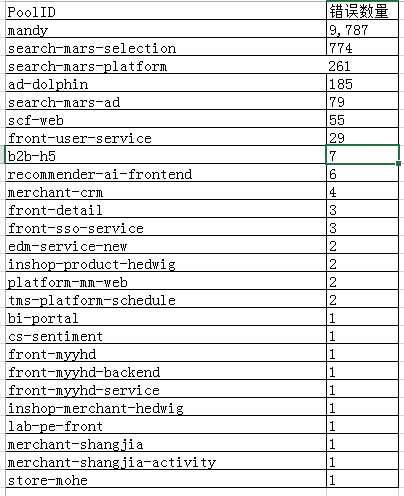 PoolID 错误数量
mandy 9,787
search-mars-selection 774
search-mars-platform 261
ad-dolphin 185
search-mars-ad 79
scf-web 55
front-user-service 29
b2b-h5 7
recommender-ai-frontend 6
merchant-crm 4
front-detail 3
front-sso-service 3
edm-service-new 2
inshop-product-hedwig 2
platform-mm-web 2
tms-platform-schedule 2
bi-portal 1
cs-sentiment 1
front-myyhd 1
front-myyhd-backend 1
front-myyhd-service 1
inshop-merchant-hedwig 1
lab-pe-front 1
merchant-shangjia 1
merchant-shangjia-activity 1
store-mohe 1